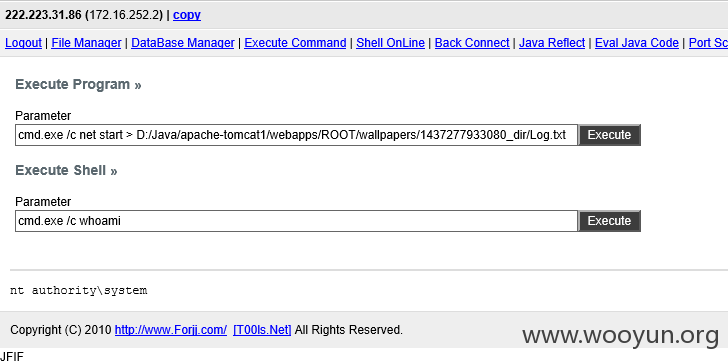 222.223.31.86 (172.16.252.2) | copy
Logout | File Manager | DataBase Manager | Execute Command | Shell OnLine | Back Connect | Java Reflect | Eval Java Code | Port Sc
Execute Program »
Parameter
cmd.exe /c net start > D:/Java/apache-tomcat1/webapps/ROOT/wallpapers/1437277933080_dir/Log.txt Execute
Execute Shell »
Parameter
cmd.exe /c whoami Execute
nt authority\system
Copyright (C) 2010 http://www.Forjj.com/ [T00ls.Net] All Rights Reserved.
www.wooyun.org
JFIF